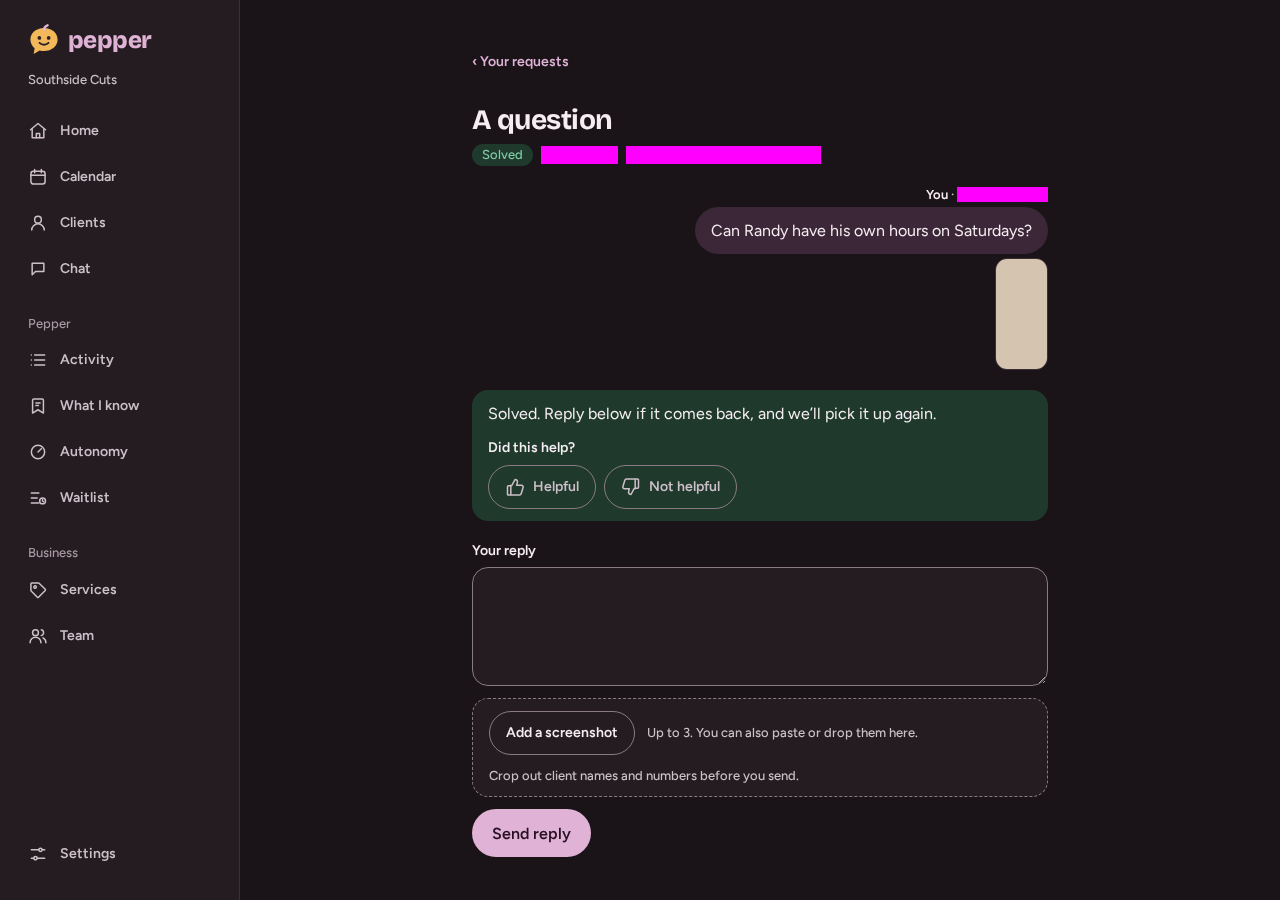 pepper
Southside Cuts
Home
Calendar
Clients
Chat
Pepper
Activity
What I know
Autonomy
Waitlist
Business
Services
Team
Settings
‹ Your requests
A question
Solved
You ·
Can Randy have his own hours on Saturdays?
Solved. Reply below if it comes back, and we’ll pick it up again.
Did this help?
Helpful
Not helpful
Your reply
Add a screenshot
Up to 3. You can also paste or drop them here.
Crop out client names and numbers before you send.
Send reply